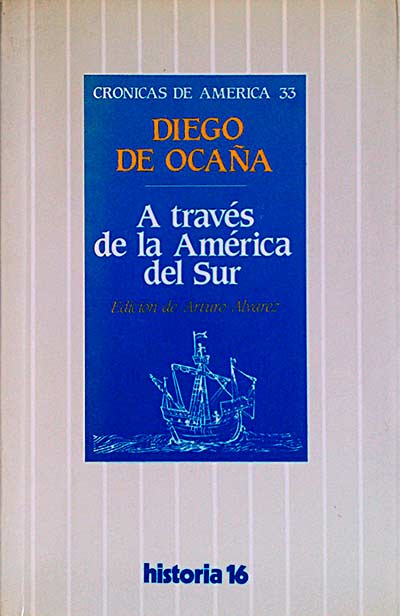 CRONICAS DE AMERICA 33
DIEGO
DE OCAÑA
A través
de la América
del Sur
Edición de Arturo Alvarez
historia 16